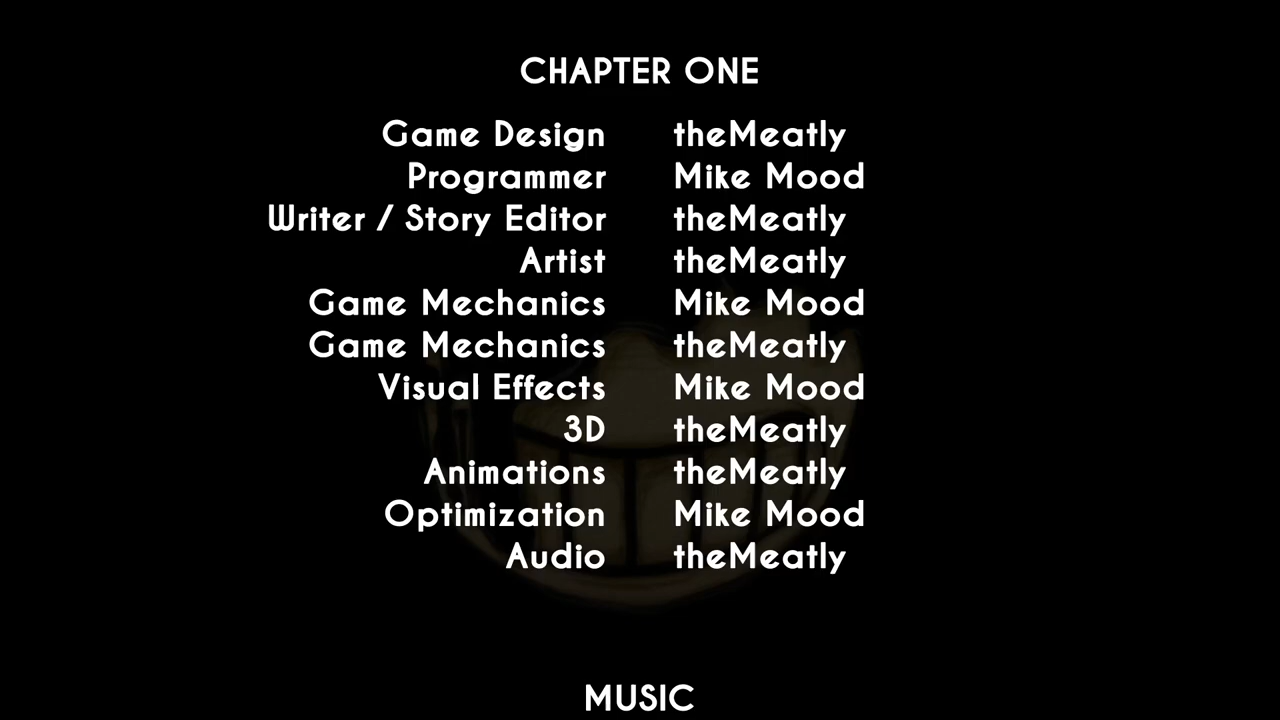 CHAPTER ONE
Game Design theMeatly
Programmer Mike Mood
Writer / Story Editor theMeatly
Artist theMeatly
Game Mechanics Mike Mood
Game Mechanics theMeatly
Visual Effects Mike Mood
3D theMeatly
Animations theMeatly
Optimization Mike Mood
Audio theMeatly
MUSIC